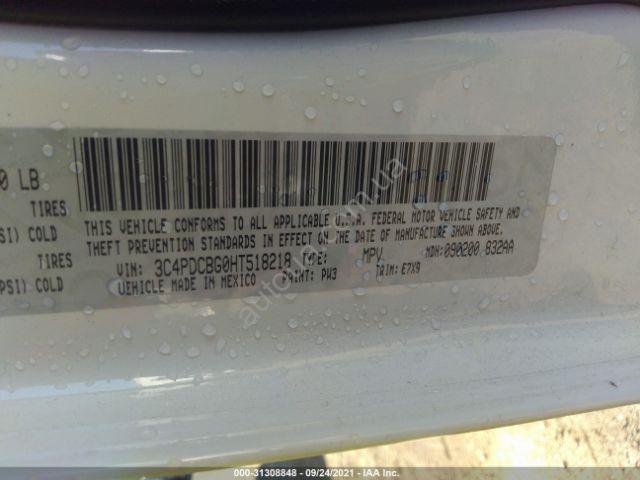 0 LB
TIRES
SI) COLD
TIRES
PSI) COLD
THIS VEHICLE CONFORMS TO ALL APPLICABLE U.S.A. FEDERAL MOTOR VEHICLE SAFETY AND
THEFT PREVENTION STANDARDS IN EFFECT ON THE DATE OF MANUFACTURE SHOWN ABOVE.
VIN: 3C4PDCBG0HT518218 TYPE: MPV MDH: 090200 832AA
VEHICLE MADE IN MEXICO PAINT: PW3 TRIM: E7X9
000-31308848 - 09/24/2021 - IAA Inc.